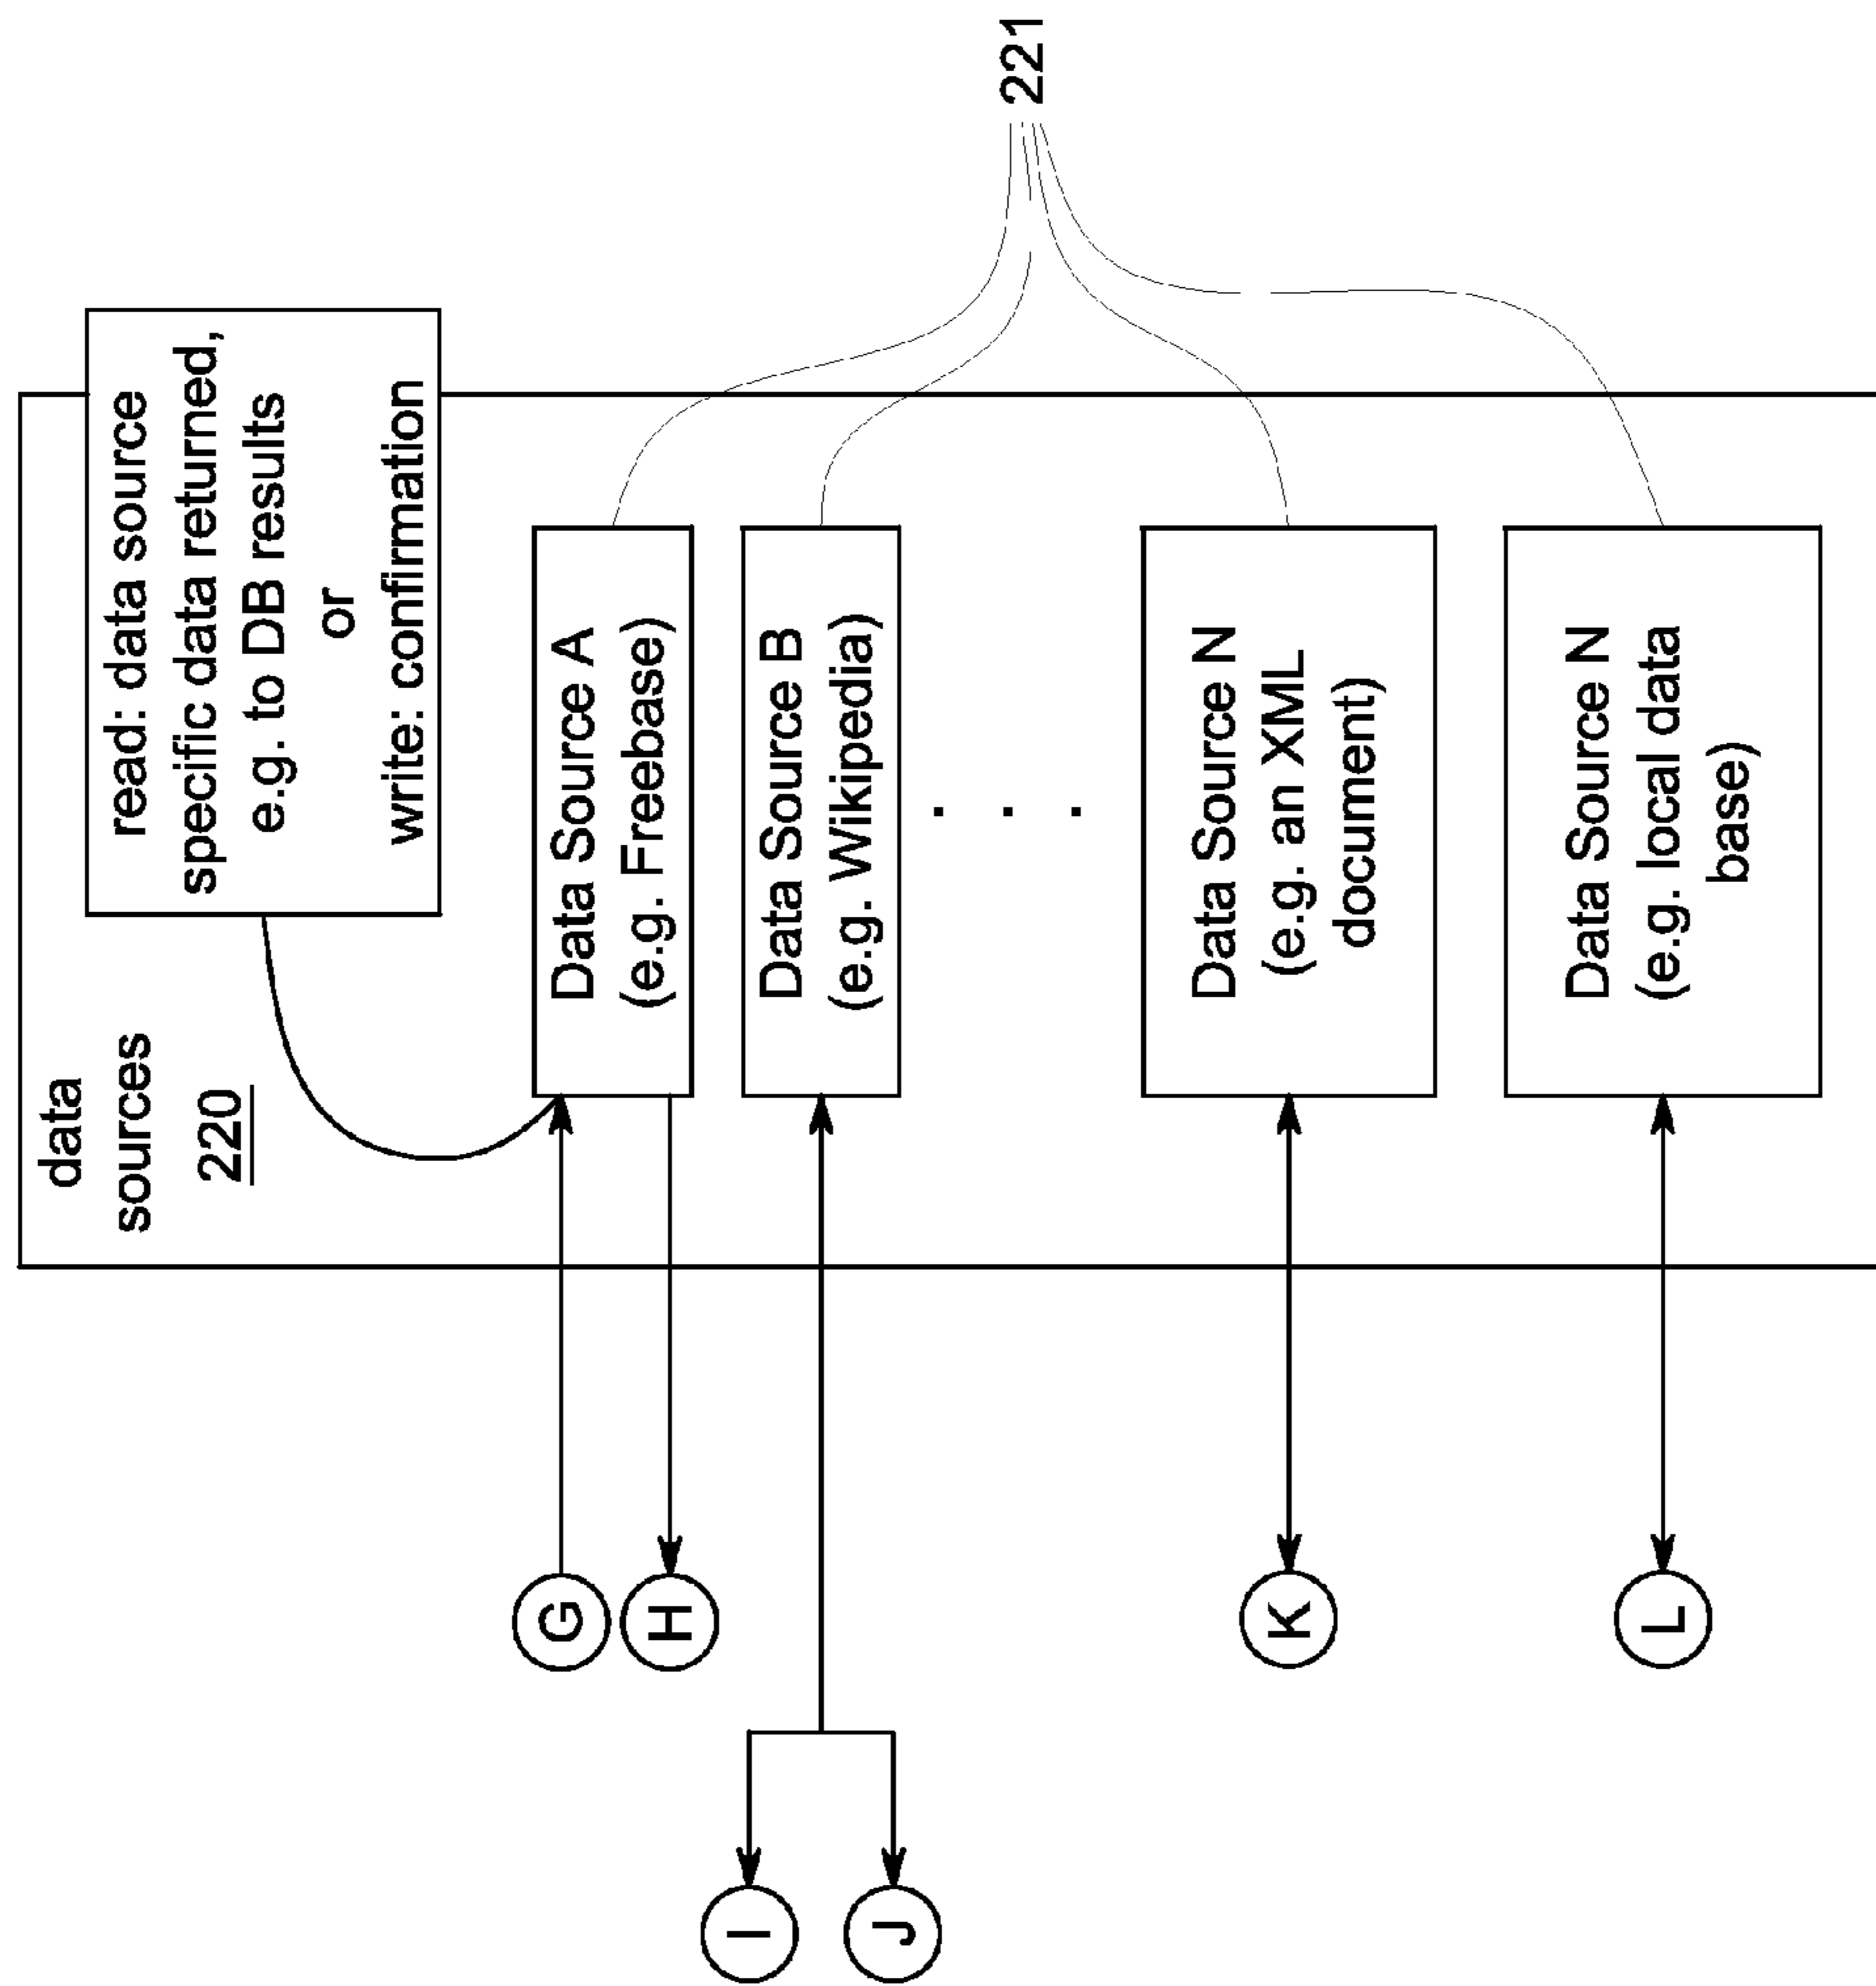 data
sources
220
read: data source
specific data returned,
e.g. to DB results
or
write: confirmation
Data Source A
(e.g. Freebase)
Data Source B
(e.g. Wikipedia)
. . .
Data Source N
(e.g. an XML
document)
Data Source N
(e.g. local data
base)
221
G
H
I
J
K
L